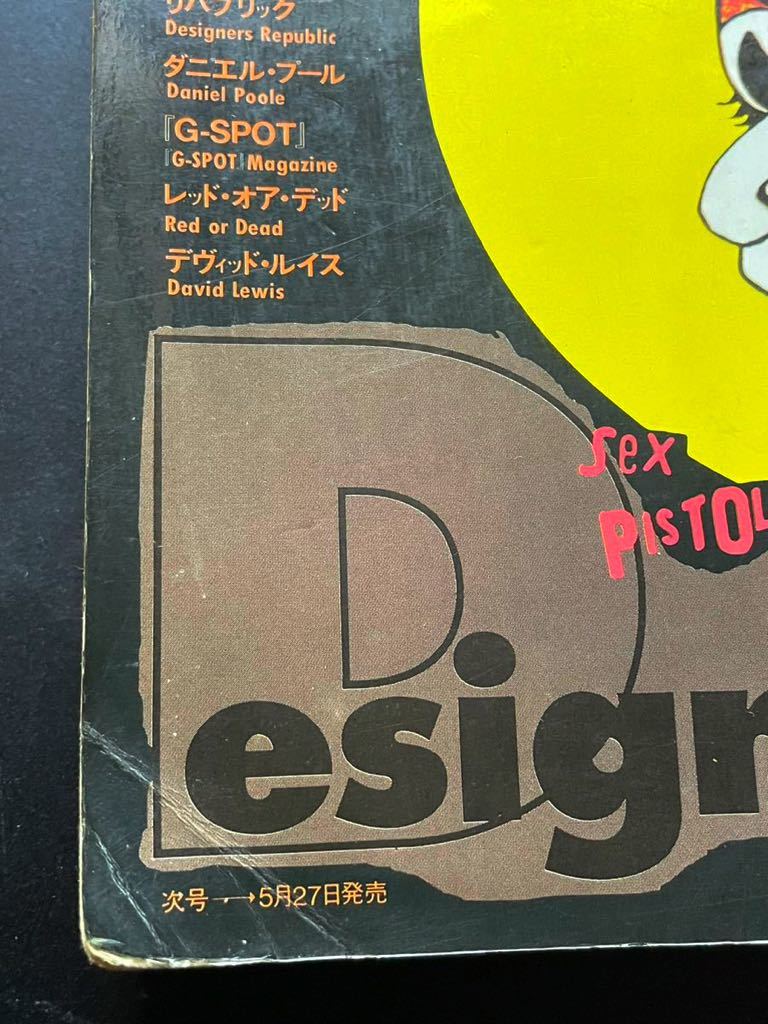 リパブリック
Designers Republic
ダニエル・プール
Daniel Poole
『G-SPOT』
『G-SPOT』Magazine
レッド・オア・デッド
Red or Dead
デヴィッド・ルイス
David Lewis
sex
PISTOL
Design
次号→5月27日発売